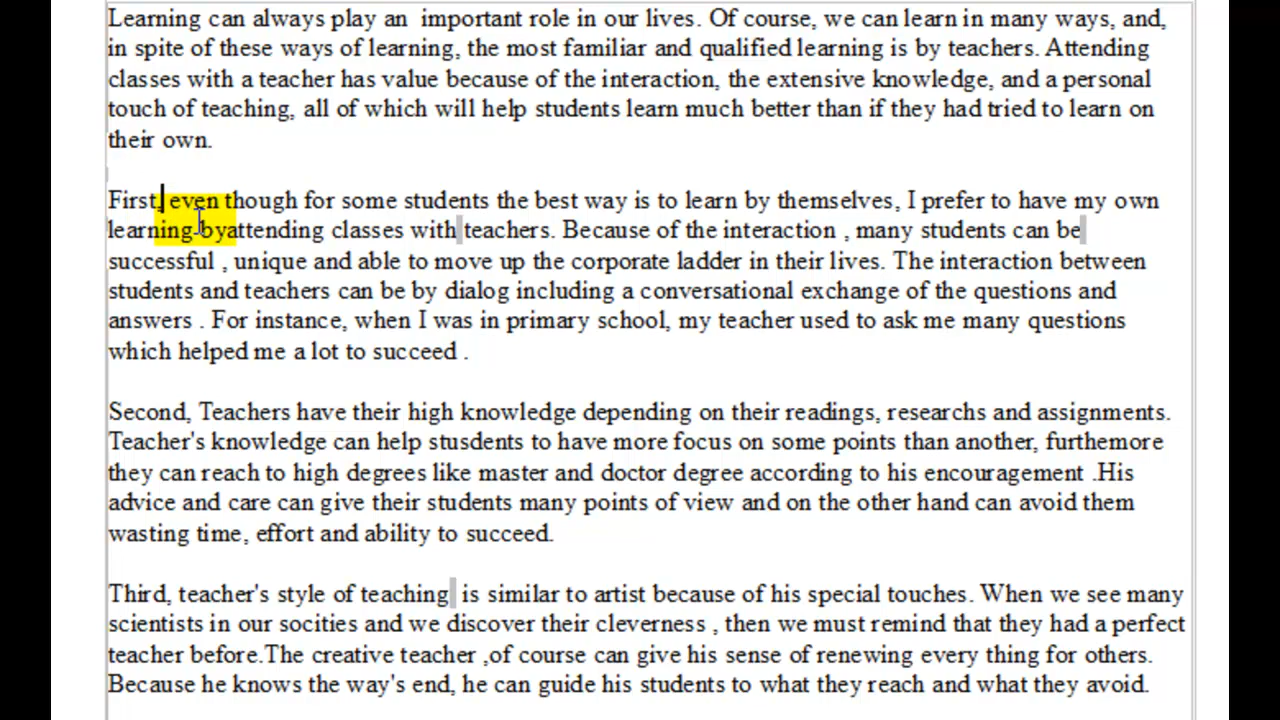 Learning can always play an  important role in our lives. Of course, we can learn in many ways, and,
in spite of these ways of learning, the most familiar and qualified learning is by teachers. Attending
classes with a teacher has value because of the interaction, the extensive knowledge, and a personal
touch of teaching, all of which will help students learn much better than if they had tried to learn on
their own.
First, even though for some students the best way is to learn by themselves, I prefer to have my own
learning byattending classes with teachers. Because of the interaction , many students can be
successful , unique and able to move up the corporate ladder in their lives. The interaction between
students and teachers can be by dialog including a conversational exchange of the questions and
answers . For instance, when I was in primary school, my teacher used to ask me many questions
which helped me a lot to succeed .
Second, Teachers have their high knowledge depending on their readings, researchs and assignments.
Teacher's knowledge can help stusdents to have more focus on some points than another, furthemore
they can reach to high degrees like master and doctor degree according to his encouragement .His
advice and care can give their students many points of view and on the other hand can avoid them
wasting time, effort and ability to succeed.
Third, teacher's style of teaching  is similar to artist because of his special touches. When we see many
scientists in our socities and we discover their cleverness , then we must remind that they had a perfect
teacher before.The creative teacher ,of course can give his sense of renewing every thing for others.
Because he knows the way's end, he can guide his students to what they reach and what they avoid.